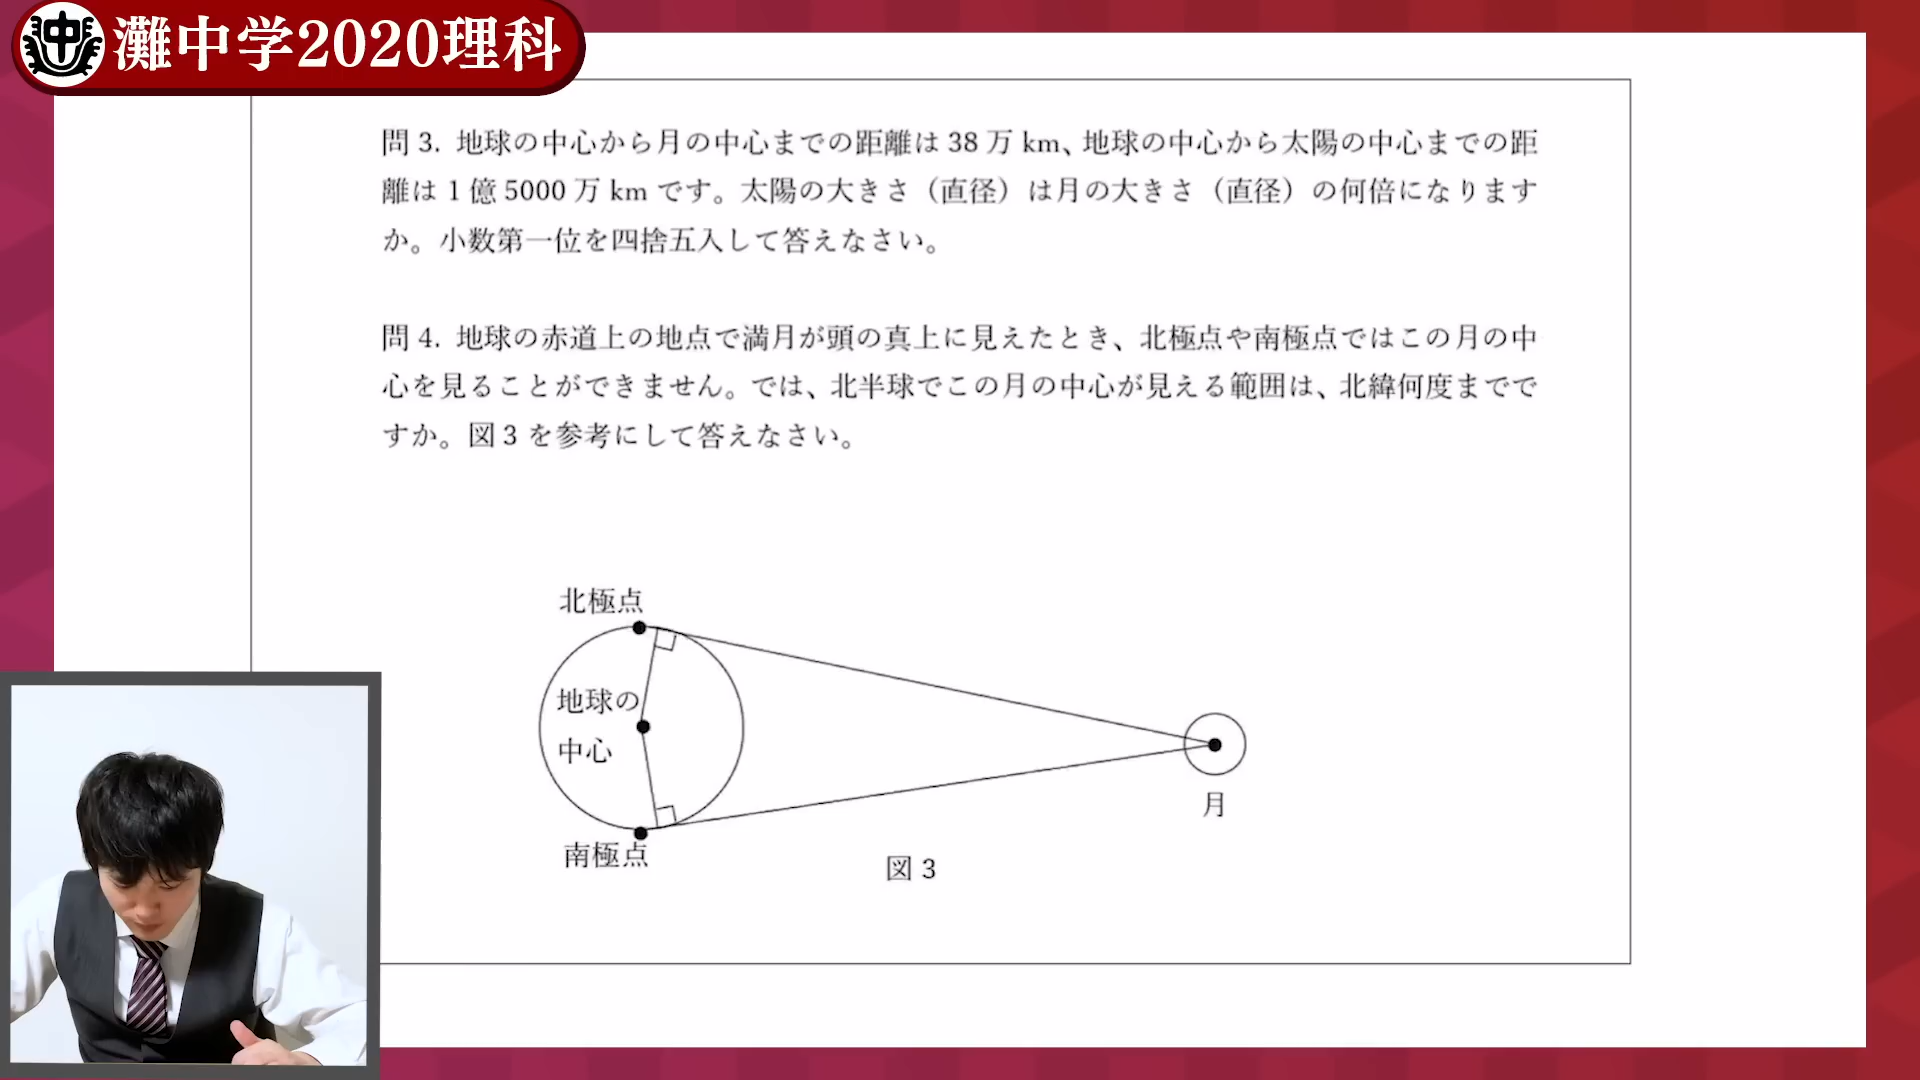 中
灘中学2020理科
問 3. 地球の中心から月の中心までの距離は 38 万 km、地球の中心から太陽の中心までの距
離は 1 億 5000 万 km です。太陽の大きさ（直径）は月の大きさ（直径）の何倍になります
か。小数第一位を四捨五入して答えなさい。
問 4. 地球の赤道上の地点で満月が頭の真上に見えたとき、北極点や南極点ではこの月の中
心を見ることができません。では、北半球でこの月の中心が見える範囲は、北緯何度までで
すか。図 3 を参考にして答えなさい。
北極点
地球の
中心
南極点
月
図 3